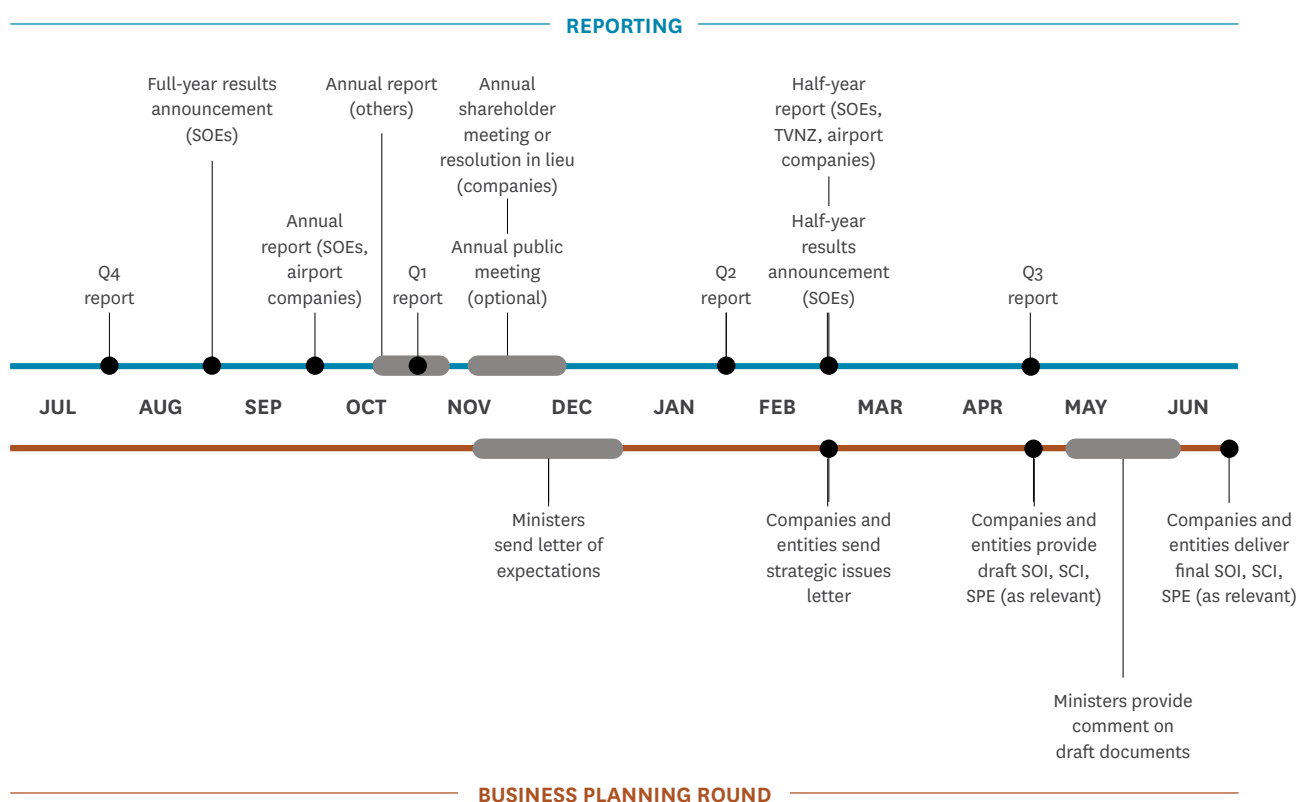 REPORTING
Full-year results
announcement
(SOEs)
Annual report
(others)
Annual
shareholder
meeting or
resolution in lieu
(companies)
Half-year
report (SOEs,
TVNZ, airport
companies)
Annual
report (SOEs,
airport
companies)
Annual public
meeting
(optional)
Half-year
results
announcement
(SOEs)
Q4
report
Q1
report
Q2
report
Q3
report
JUL AUG SEP OCT NOV DEC JAN FEB MAR APR MAY JUN
Ministers
send letter of
expectations
Companies and
entities send
strategic issues
letter
Companies and
entities provide
draft SOI, SCI,
SPE (as relevant)
Companies and
entities deliver
final SOI, SCI,
SPE (as relevant)
Ministers provide
comment on
draft documents
BUSINESS PLANNING ROUND